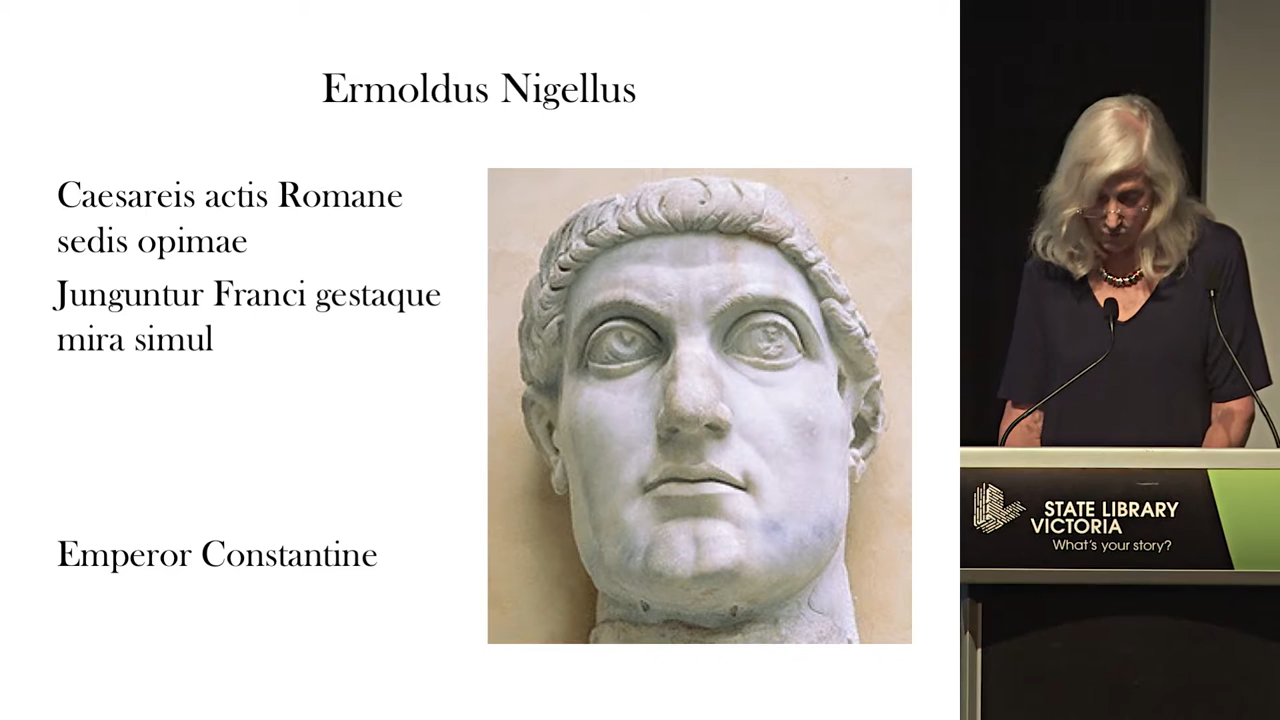 Ermoldus Nigellus
Caesareis actis Romane
sedis opimae
Junguntur Franci gestaque
mira simul
Emperor Constantine
STATE LIBRARY
VICTORIA
What's your story?